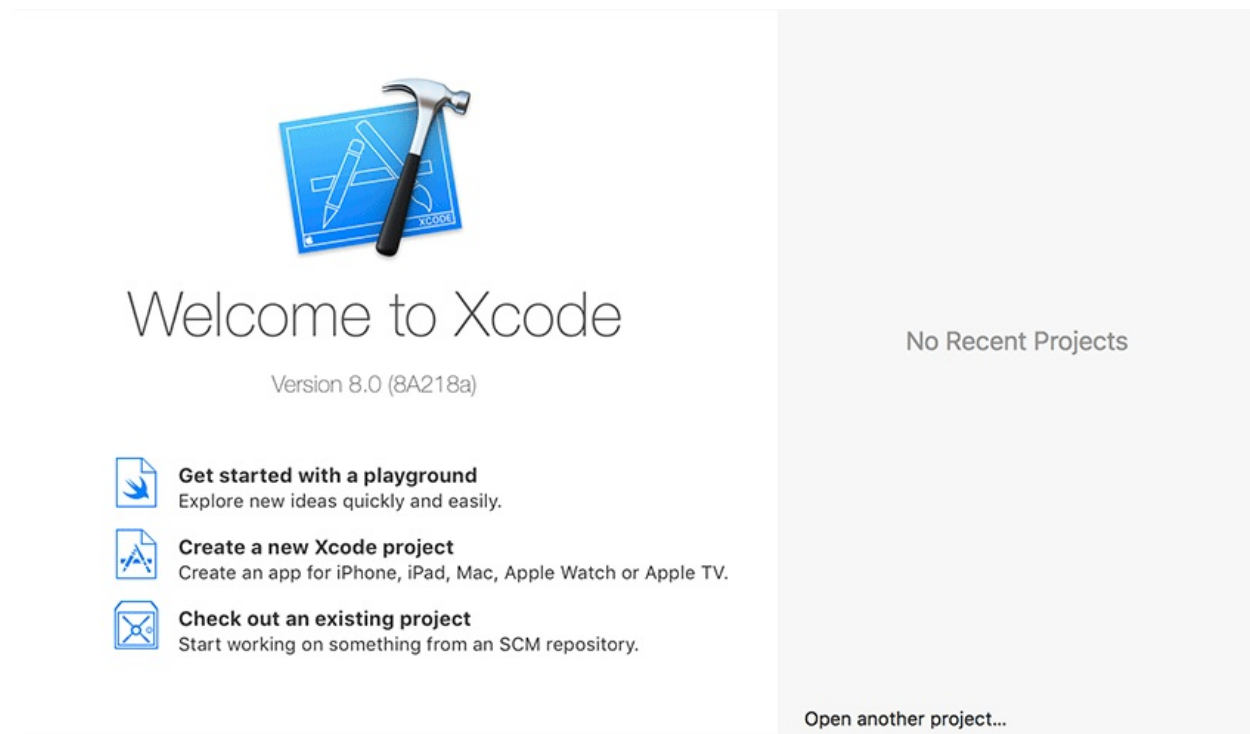 XCODE
Welcome to Xcode
Version 8.0 (8A218a)
Get started with a playground
Explore new ideas quickly and easily.
Create a new Xcode project
Create an app for iPhone, iPad, Mac, Apple Watch or Apple TV.
Check out an existing project
Start working on something from an SCM repository.
No Recent Projects
Open another project...